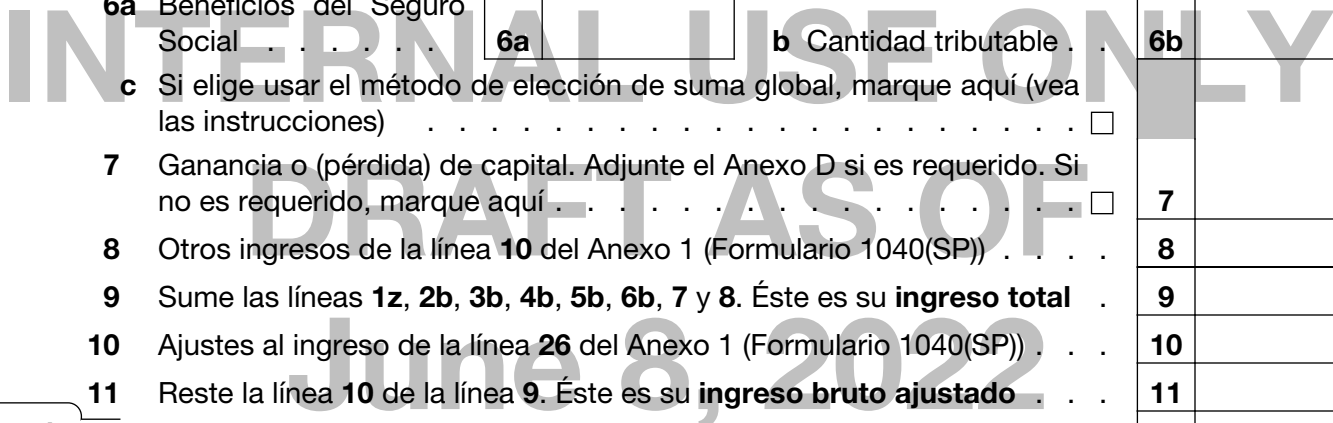 6a Beneficios del Seguro
Social . . . . . . 6a b Cantidad tributable . . 6b
c Si elige usar el método de elección de suma global, marque aquí (vea
las instrucciones) . . . . . . . . . . . . . . . . . . . .
7 Ganancia o (pérdida) de capital. Adjunte el Anexo D si es requerido. Si
no es requerido, marque aquí . . . . . . . . . . . . . . . . 7
8 Otros ingresos de la línea 10 del Anexo 1 (Formulario 1040(SP)) . . . . 8
9 Sume las líneas 1z, 2b, 3b, 4b, 5b, 6b, 7 y 8. Éste es su ingreso total . 9
10 Ajustes al ingreso de la línea 26 del Anexo 1 (Formulario 1040(SP)) . . . 10
11 Reste la línea 10 de la línea 9. Éste es su ingreso bruto ajustado . . . 11
INTERNAL USE ONLY
DRAFT AS OF
June 8, 2022